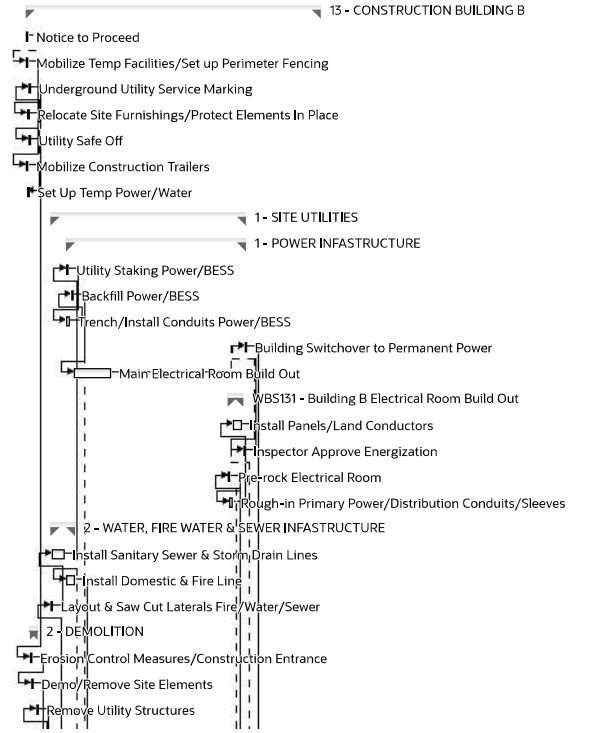 13 - CONSTRUCTION BUILDING B
Notice to Proceed
Mobilize Temp Facilities/Set up Perimeter Fencing
Underground Utility Service Marking
Relocate Site Furnishings/Protect Elements In Place
Utility Safe Off
Mobilize Construction Trailers
Set Up Temp Power/Water
1 - SITE UTILITIES
1 - POWER INFASTRUCTURE
Utility Staking Power/BESS
Backfill Power/BESS
Trench/Install Conduits Power/BESS
Building Switchover to Permanent Power
Main Electrical Room Build Out
WBS131 - Building B Electrical Room Build Out
Install Panels/Land Conductors
Inspector Approve Energization
Pre-rock Electrical Room
Rough-in Primary Power/Distribution Conduits/Sleeves
2 - WATER, FIRE WATER & SEWER INFASTRUCTURE
Install Sanitary Sewer & Storm Drain Lines
Install Domestic & Fire Line
Layout & Saw Cut Laterals Fire/Water/Sewer
2 - DEMOLITION
Erosion Control Measures/Construction Entrance
Demo/Remove Site Elements
Remove Utility Structures